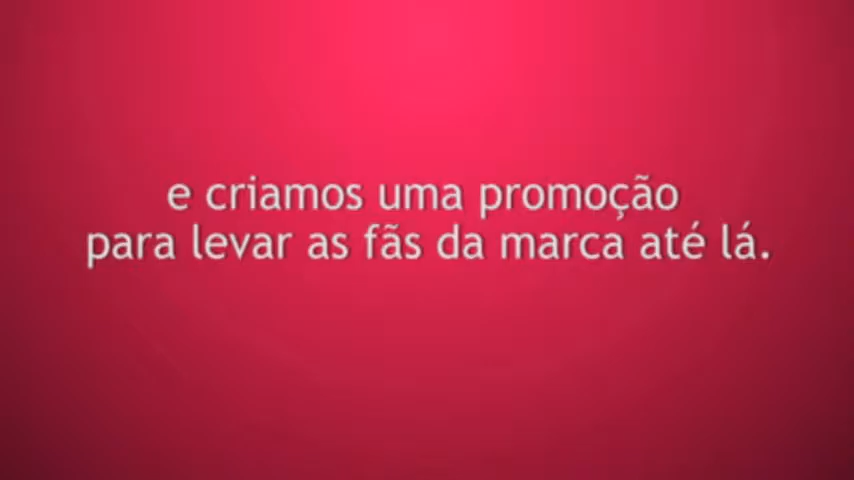 e criamos uma promoção
para levar as fãs da marca até lá.